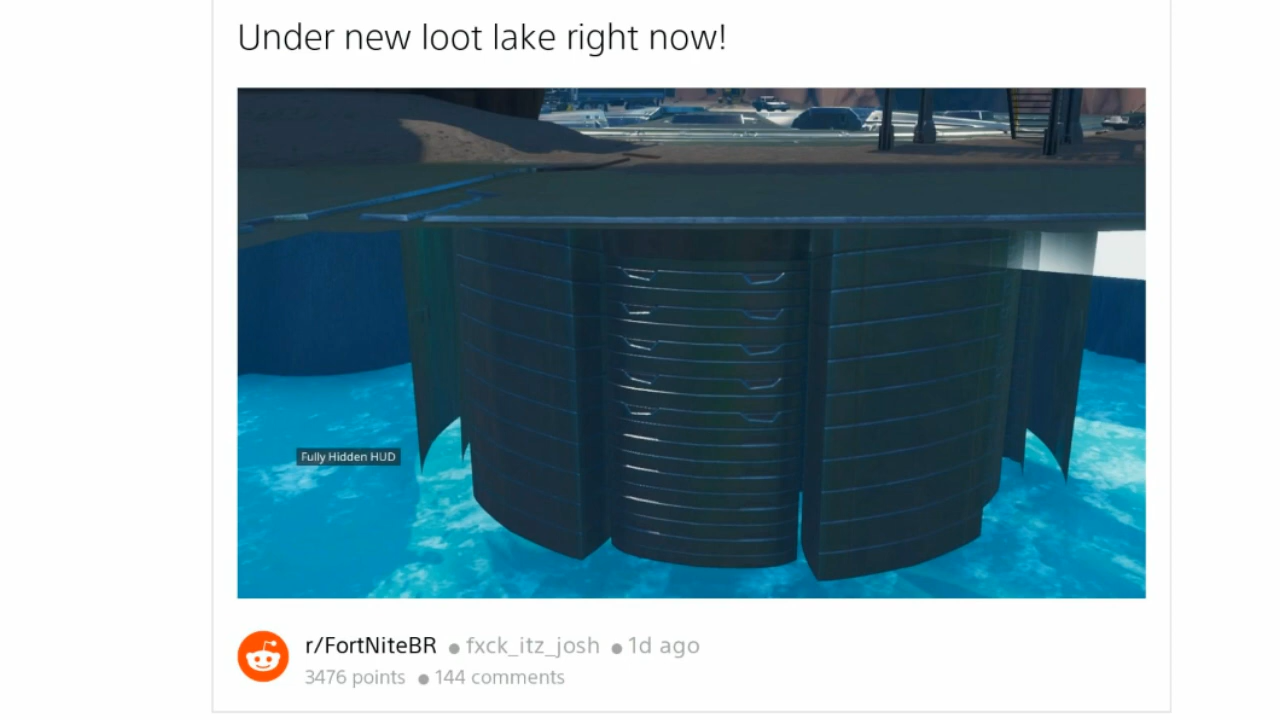 Under new loot lake right now!
Fully Hidden HUD
r/FortNiteBR ● fxck_itz_josh ● 1d ago
3476 points ● 144 comments